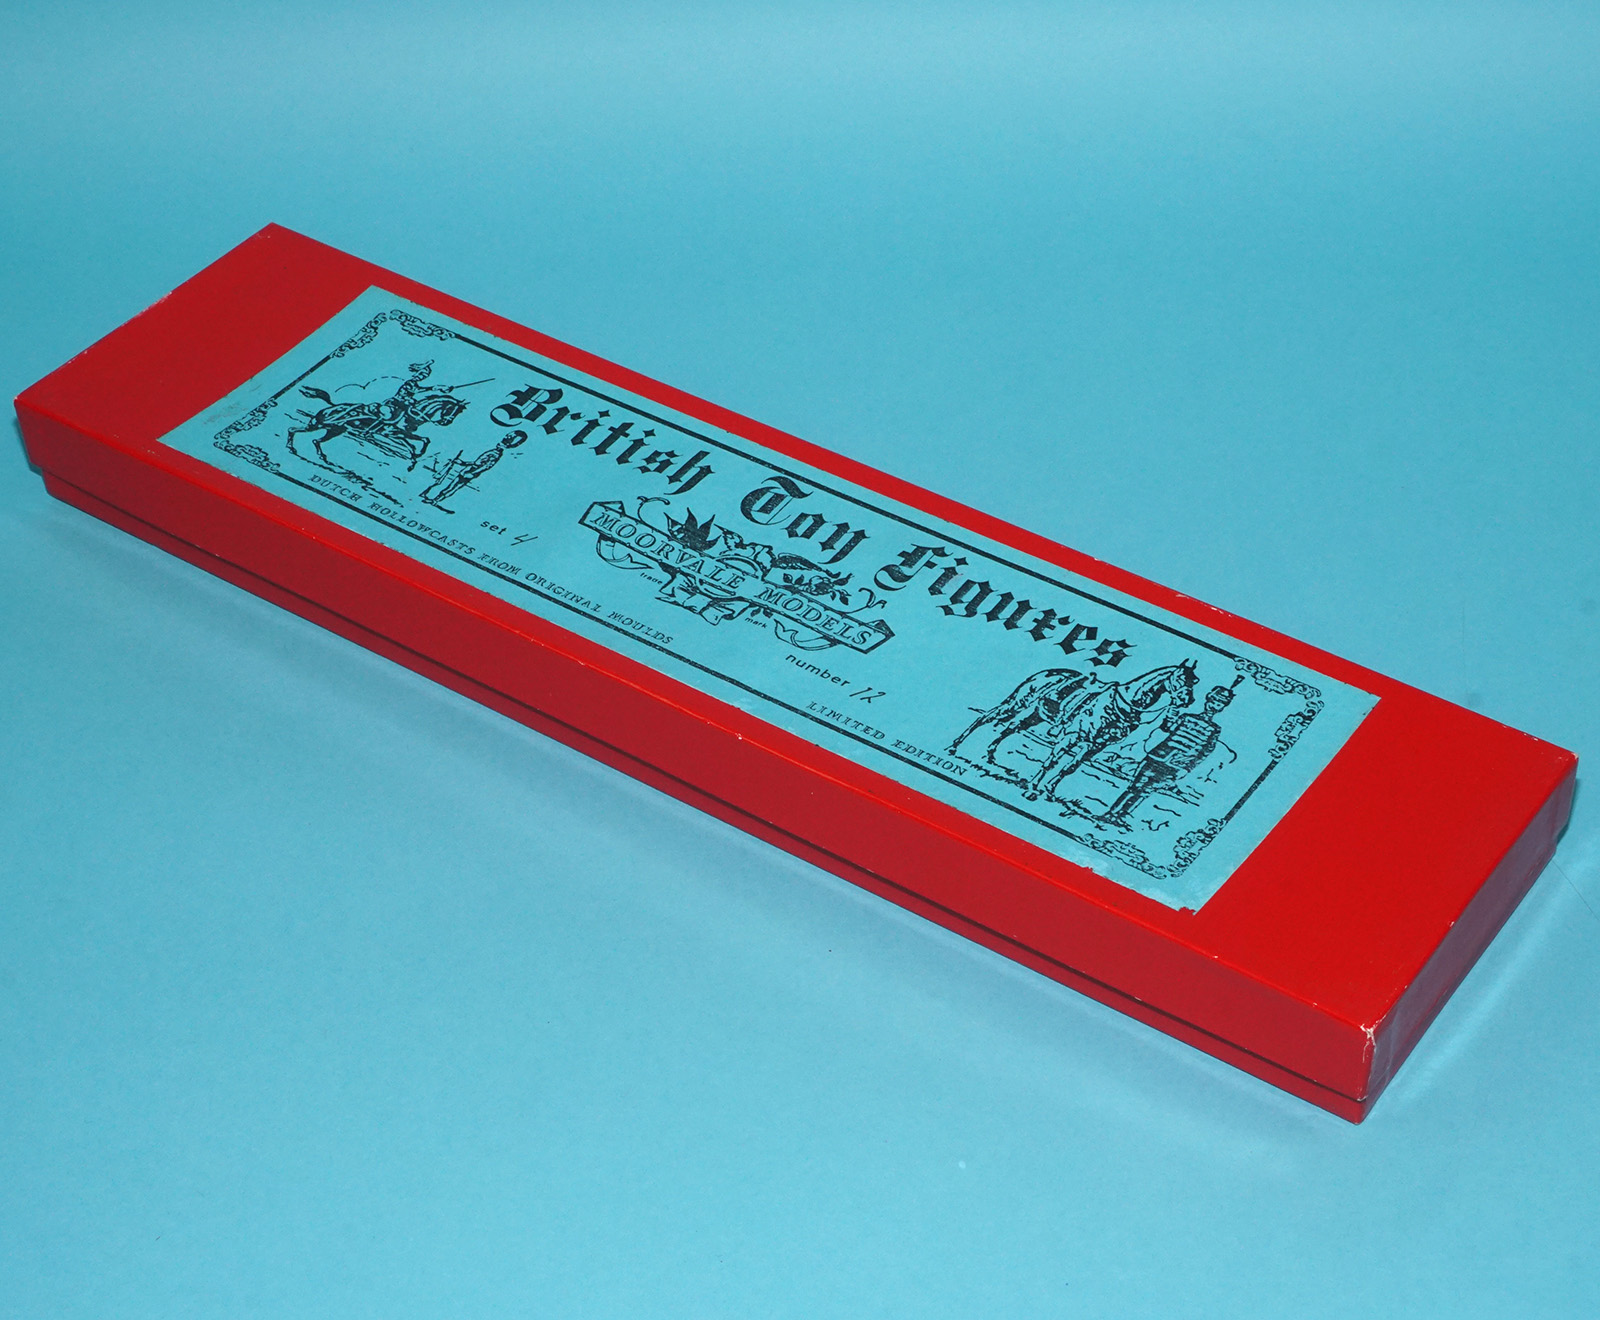 British Toy Figures
MOORVALE MODELS
trade mark
set 4
number 12
DUTCH HOLLOWCASTS FROM ORIGINAL MOULDS
LIMITED EDITION